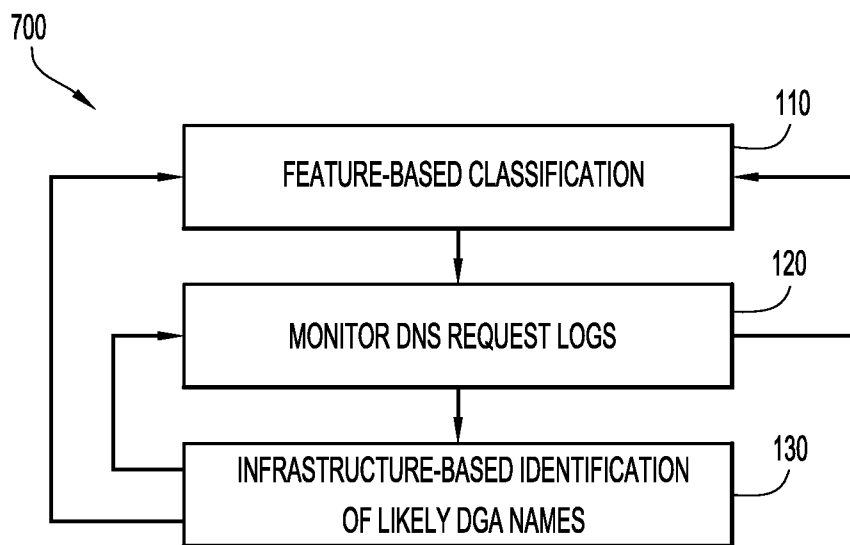 700
110
FEATURE-BASED CLASSIFICATION
120
MONITOR DNS REQUEST LOGS
130
INFRASTRUCTURE-BASED IDENTIFICATION
OF LIKELY DGA NAMES